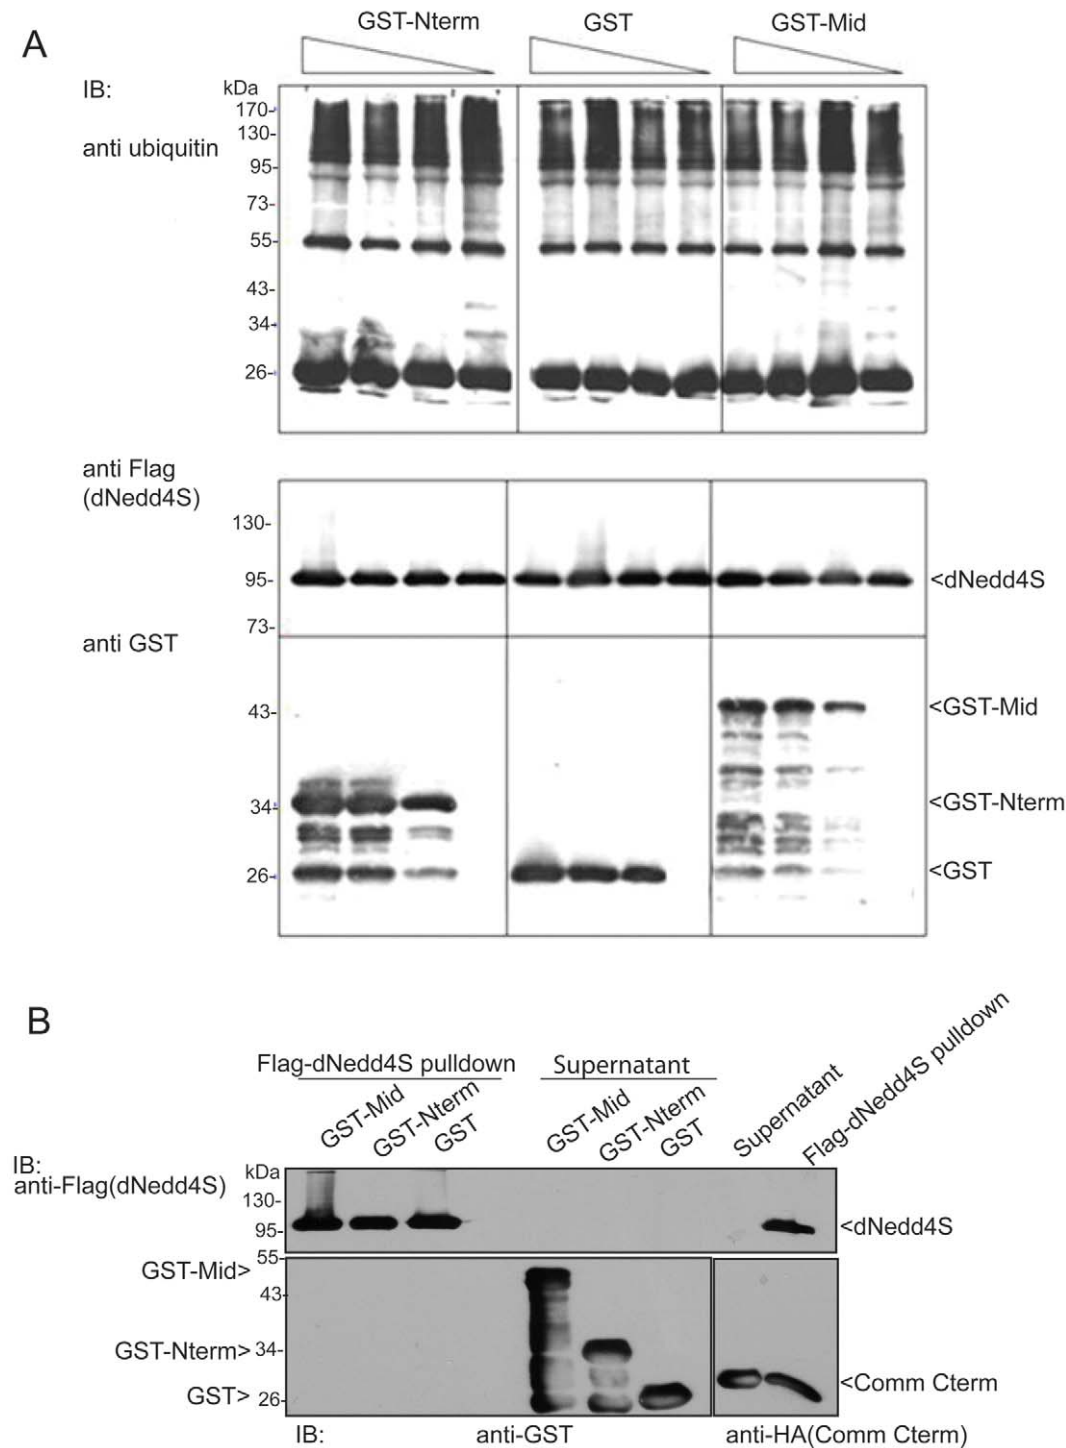 A
GST-Nterm GST GST-Mid
IB:
kDa
anti ubiquitin
170-
130-
95-
73-
55-
43-
34-
26-
anti Flag
(dNedd4S)
130-
95-
<dNedd4S
73-
anti GST
43-
<GST-Mid
34-
<GST-Nterm
26-
<GST
B
Flag-dNedd4S pulldown
GST-Mid
GST-Nterm
GST
Supernatant
GST-Mid
GST-Nterm
GST
Supernatant
Flag-dNedd4S pulldown
IB:
anti-Flag(dNedd4S)
kDa
130-
95-
<dNedd4S
55-
GST-Mid>
43-
GST-Nterm> 34-
GST> 26-
<Comm Cterm
IB: anti-GST anti-HA(Comm Cterm)